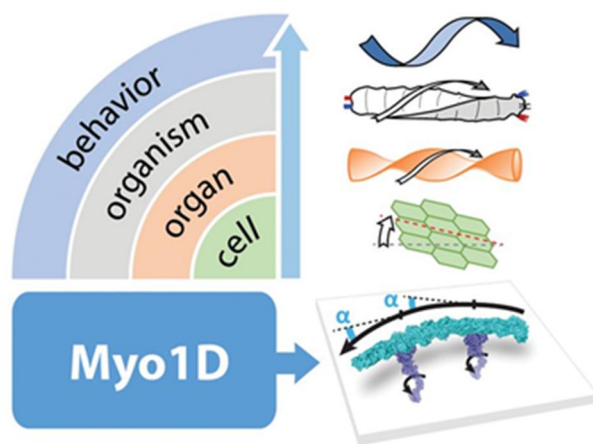 behavior
organism
organ
cell
Myo1D
α
α